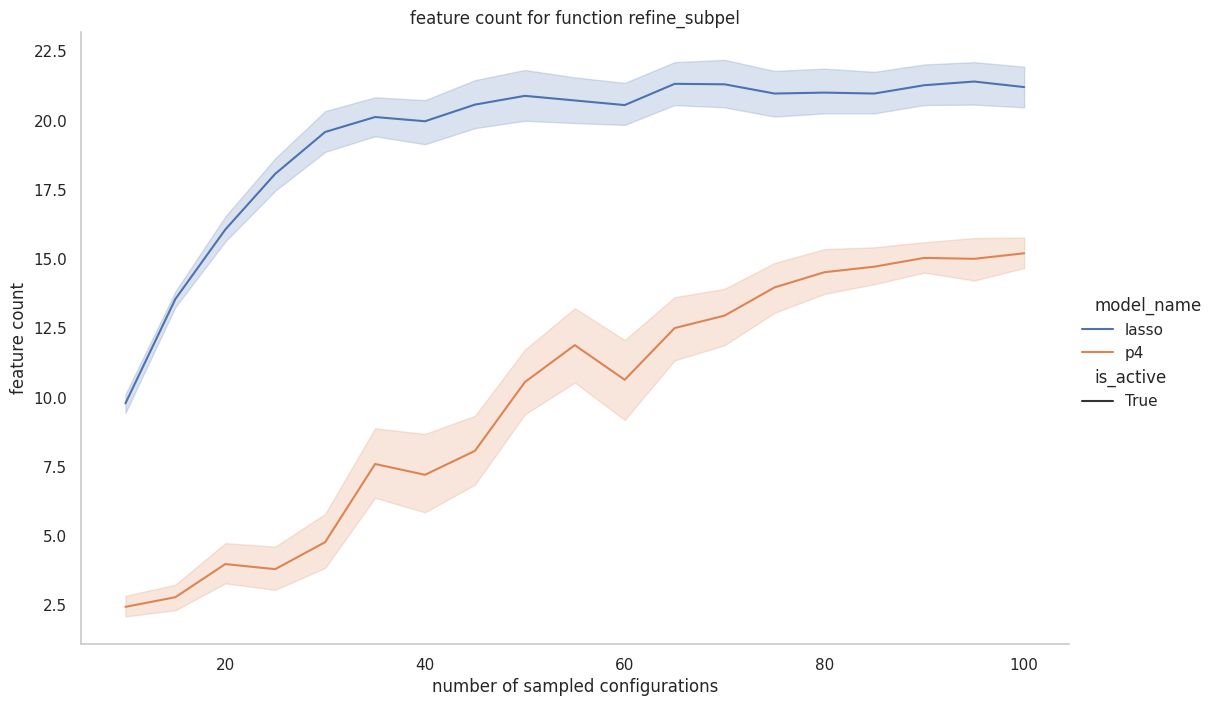 feature count for function refine_subpel
22.5
20.0
17.5
15.0
12.5
10.0
7.5
5.0
2.5
feature count
20 40 60 80 100
number of sampled configurations
model_name
lasso
p4
is_active
True